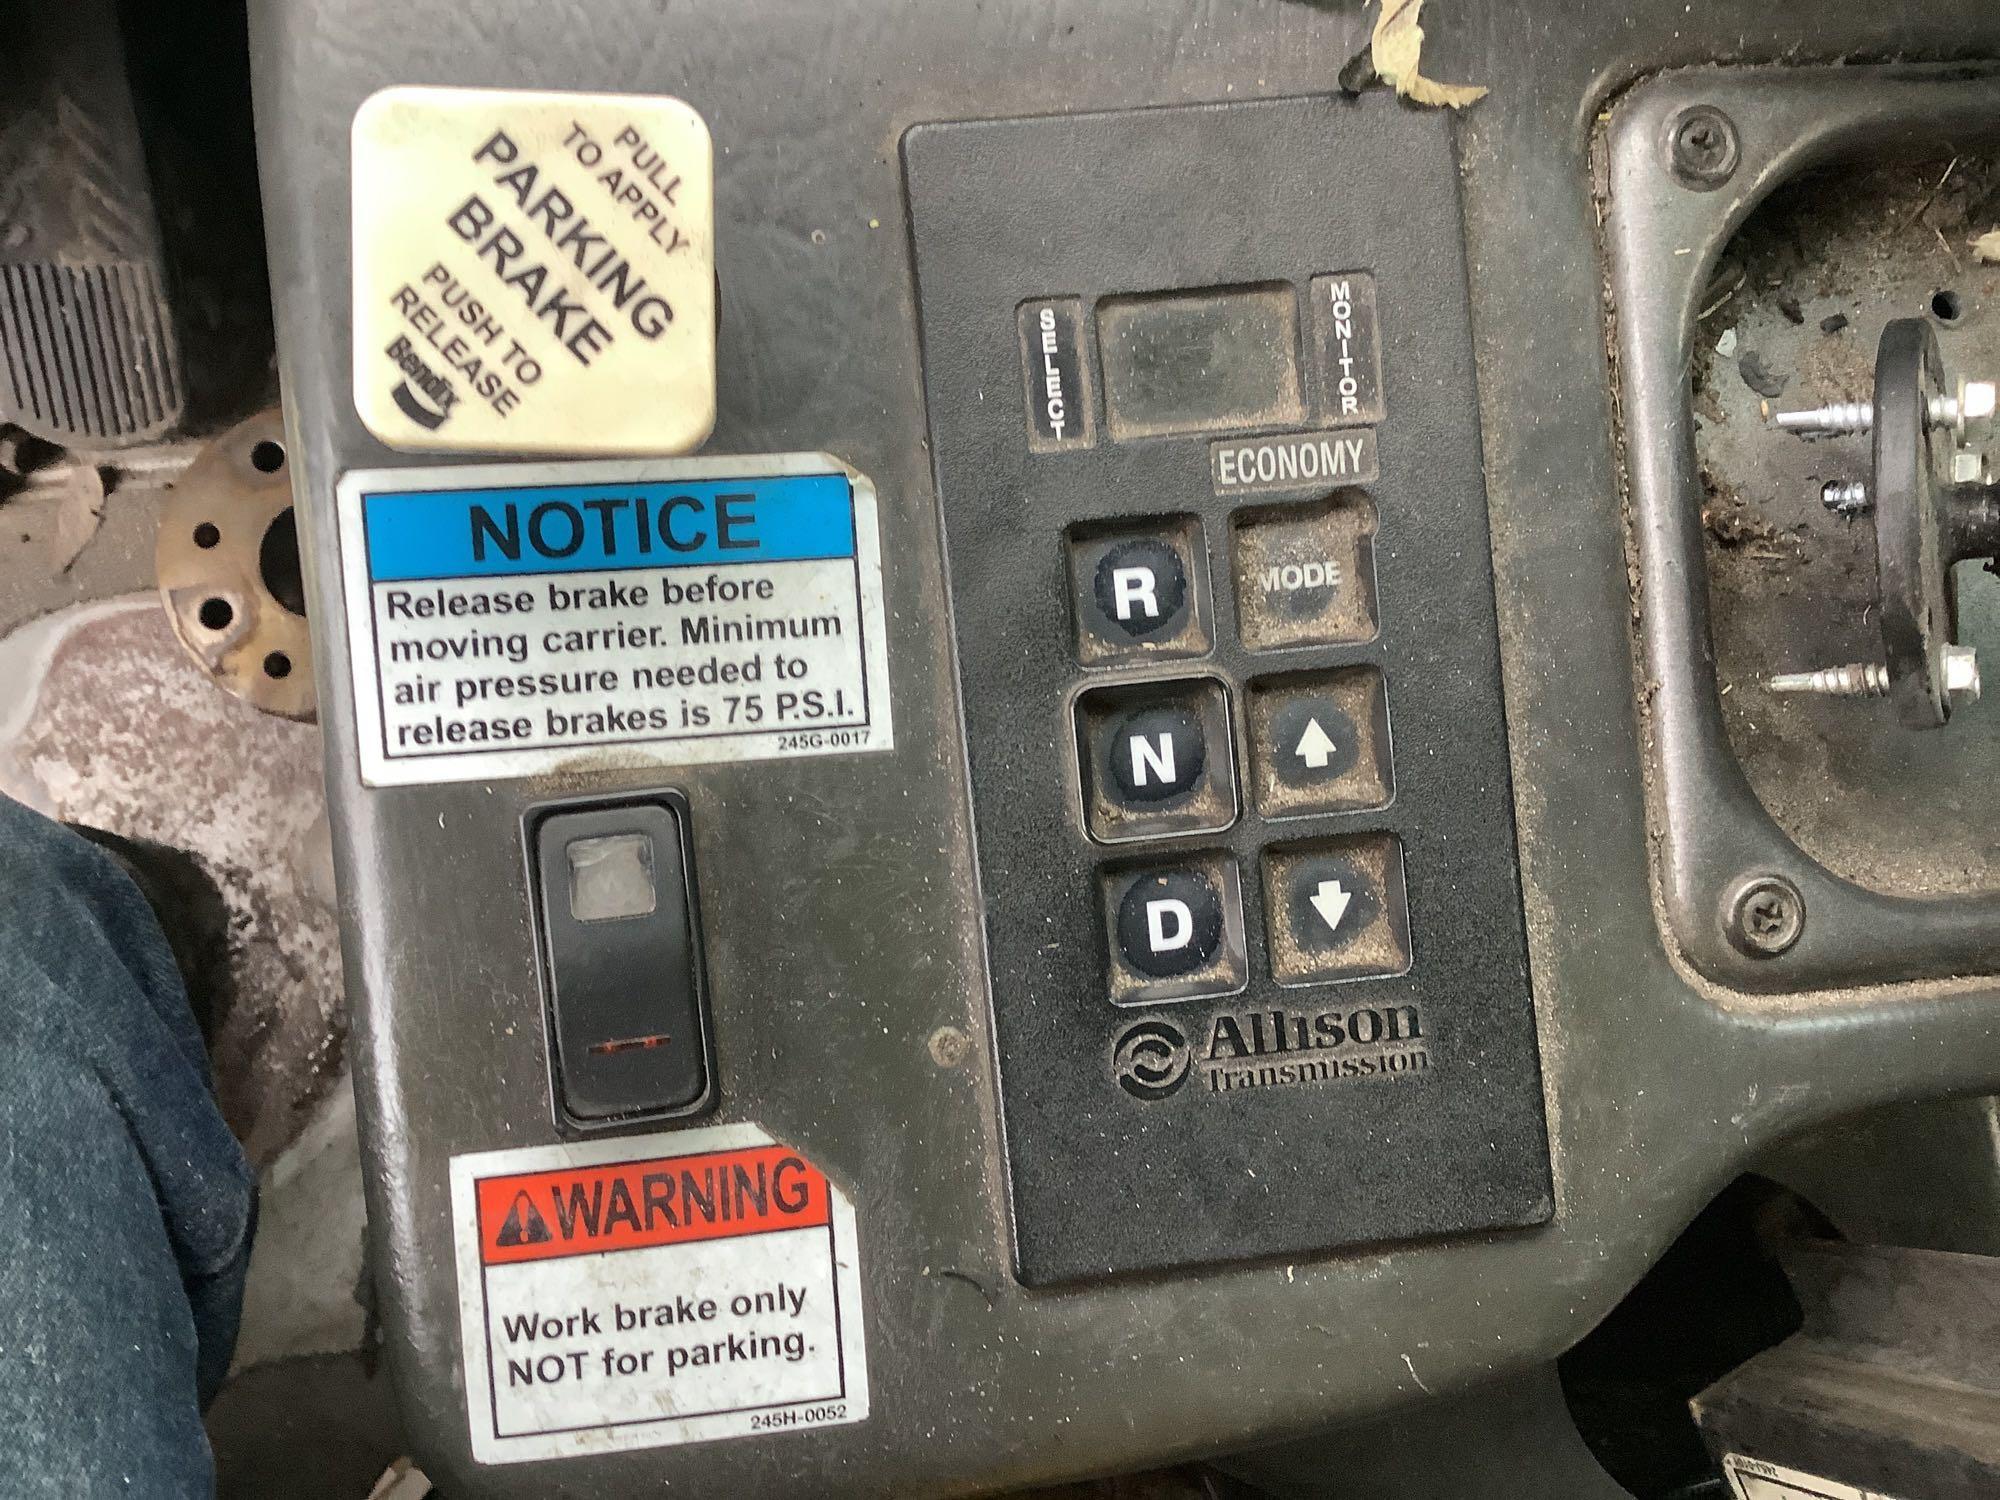 PULL
TO APPLY
PARKING
BRAKE
PUSH TO
RELEASE
Bendix
NOTICE
Release brake before
moving carrier. Minimum
air pressure needed to
release brakes is 75 P.S.I.
245G-0017
WARNING
Work brake only
NOT for parking.
245H-0052
SELECT
MONITOR
ECONOMY
R
MODE
N
D
Allison
Transmission